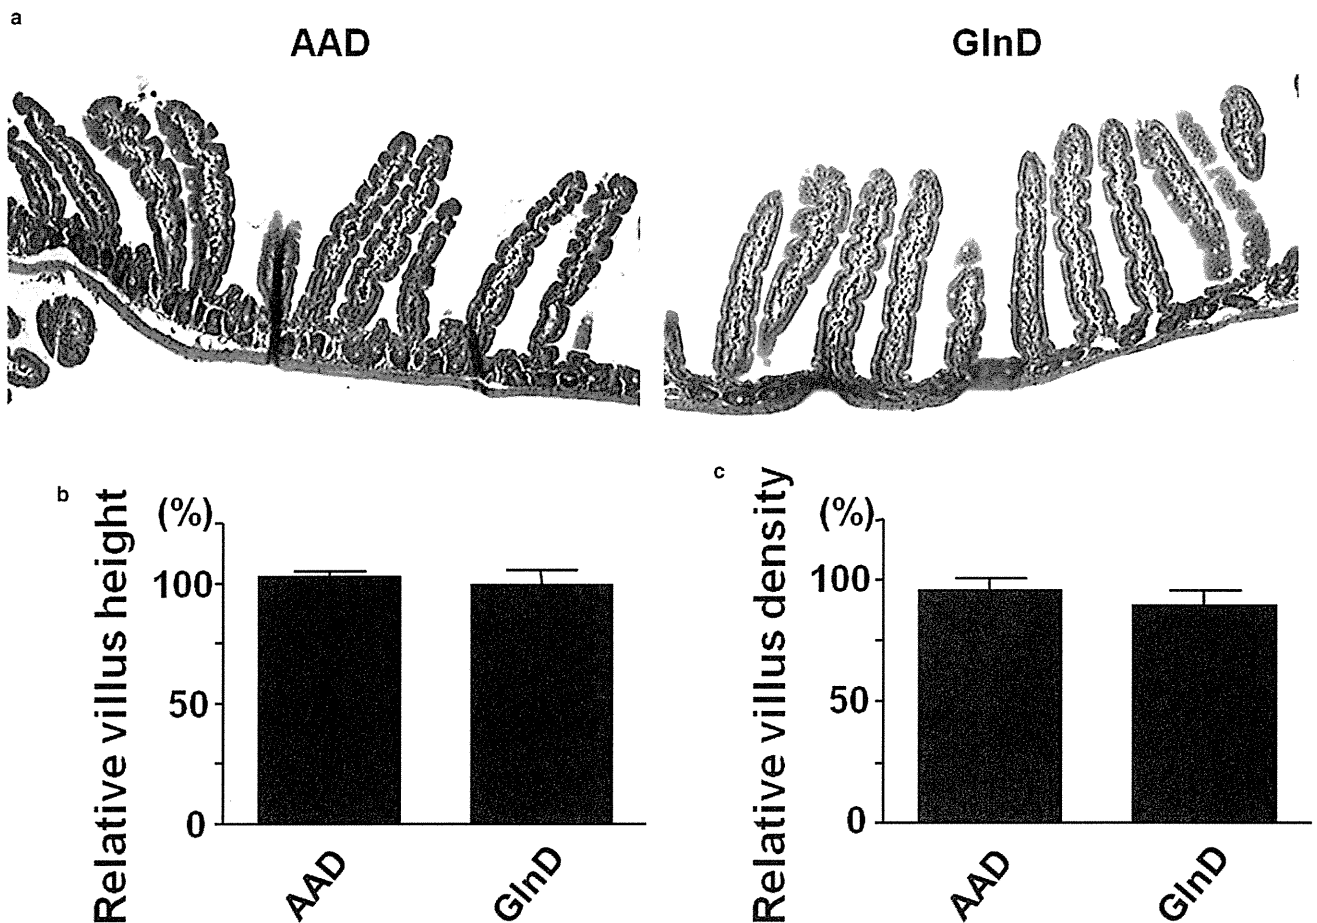 a
AAD
GlnD
b
Relative villus height
(%)
100
50
0
AAD
GlnD
c
Relative villus density
(%)
100
50
0
AAD
GlnD